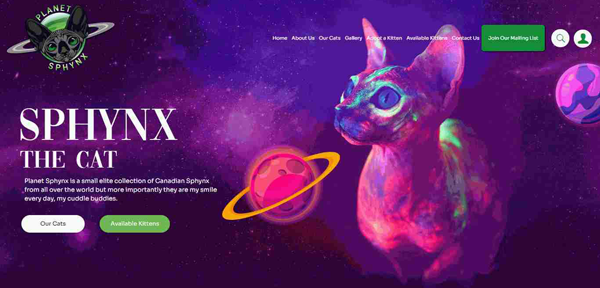 PLANET
SPHYNX
Home About Us Our Cats Gallery Adopt a Kitten Available Kittens Contact Us Join Our Mailing List
SPHYNX
THE CAT
Planet Sphynx is a small elite collection of Canadian Sphynx
from all over the world but more importantly they are my smile
every day, my cuddle buddies.
Our Cats Available Kittens